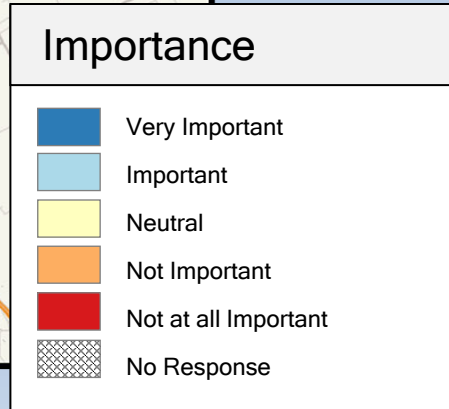 Importance
Very Important
Important
Neutral
Not Important
Not at all Important
No Response